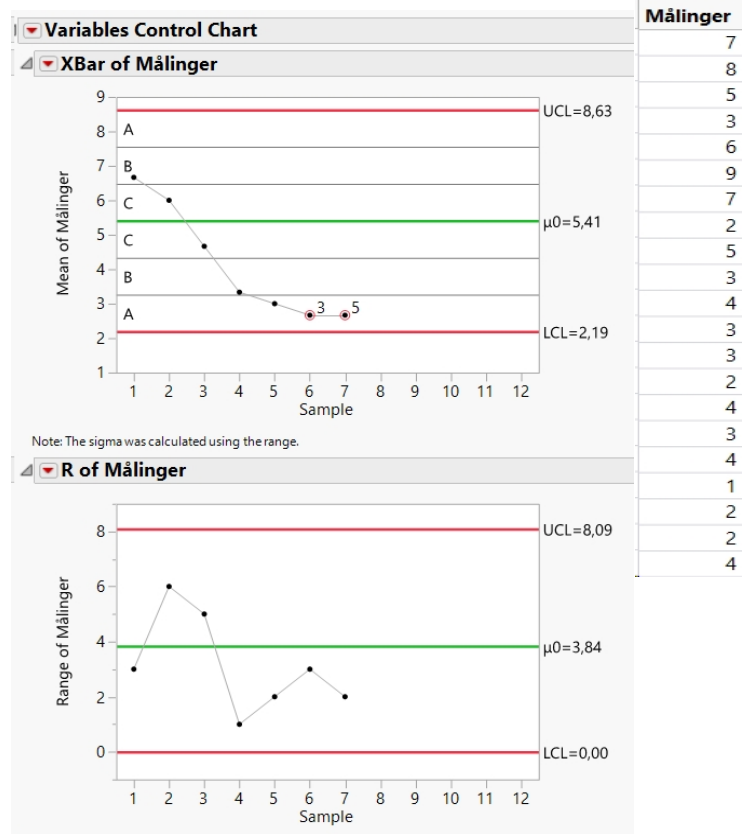 Variables Control Chart
XBar of Målinger
Mean of Målinger
9
8
7
6
5
4
3
2
1
A
B
C
C
B
A
3
5
UCL=8,63
µ0=5,41
LCL=2,19
1 2 3 4 5 6 7 8 9 10 11 12
Sample
Note: The sigma was calculated using the range.
R of Målinger
Range of Målinger
8
6
4
2
0
UCL=8,09
µ0=3,84
LCL=0,00
1 2 3 4 5 6 7 8 9 10 11 12
Sample
Målinger
7
8
5
3
6
9
7
2
5
3
4
3
3
2
4
3
4
1
2
2
4